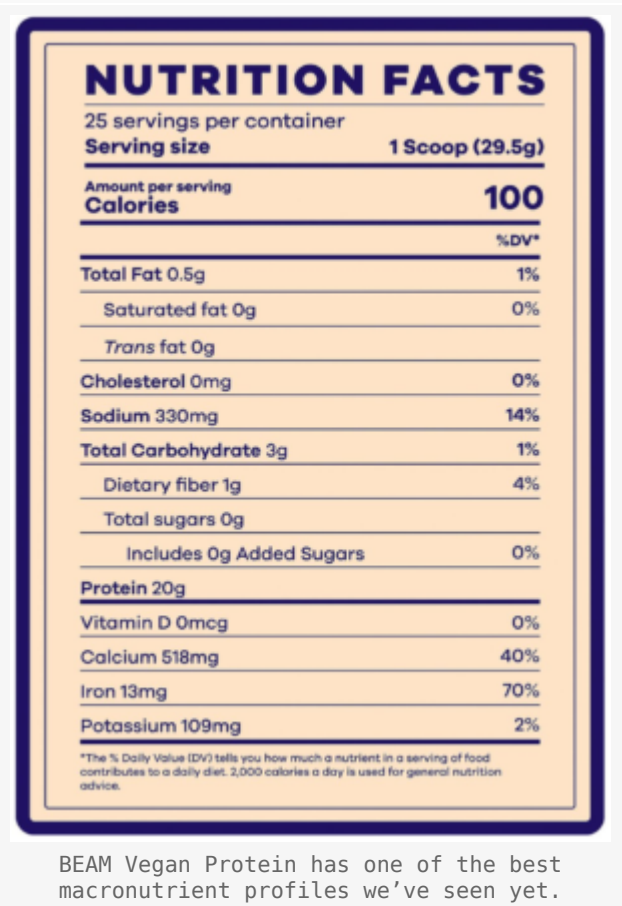 NUTRITION FACTS
25 servings per container
Serving size 1 Scoop (29.5g)
Amount per serving
Calories 100
%DV*
Total Fat 0.5g 1%
Saturated fat 0g 0%
Trans fat 0g
Cholesterol 0mg 0%
Sodium 330mg 14%
Total Carbohydrate 3g 1%
Dietary fiber 1g 4%
Total sugars 0g
Includes 0g Added Sugars 0%
Protein 20g
Vitamin D 0mcg 0%
Calcium 518mg 40%
Iron 13mg 70%
Potassium 109mg 2%
*The % Daily Value (DV) tells you how much a nutrient in a serving of food
contributes to a daily diet. 2,000 calories a day is used for general nutrition
advice.
BEAM Vegan Protein has one of the best
macronutrient profiles we’ve seen yet.